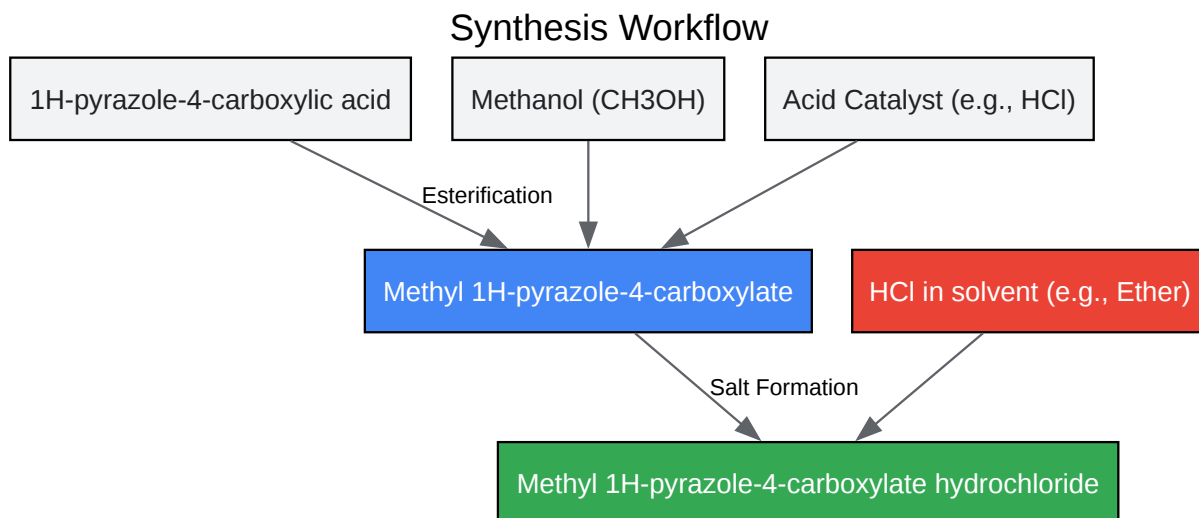 Synthesis Workflow
1H-pyrazole-4-carboxylic acid
Methanol (CH3OH)
Acid Catalyst (e.g., HCl)
Esterification
Methyl 1H-pyrazole-4-carboxylate
HCl in solvent (e.g., Ether)
Salt Formation
Methyl 1H-pyrazole-4-carboxylate hydrochloride